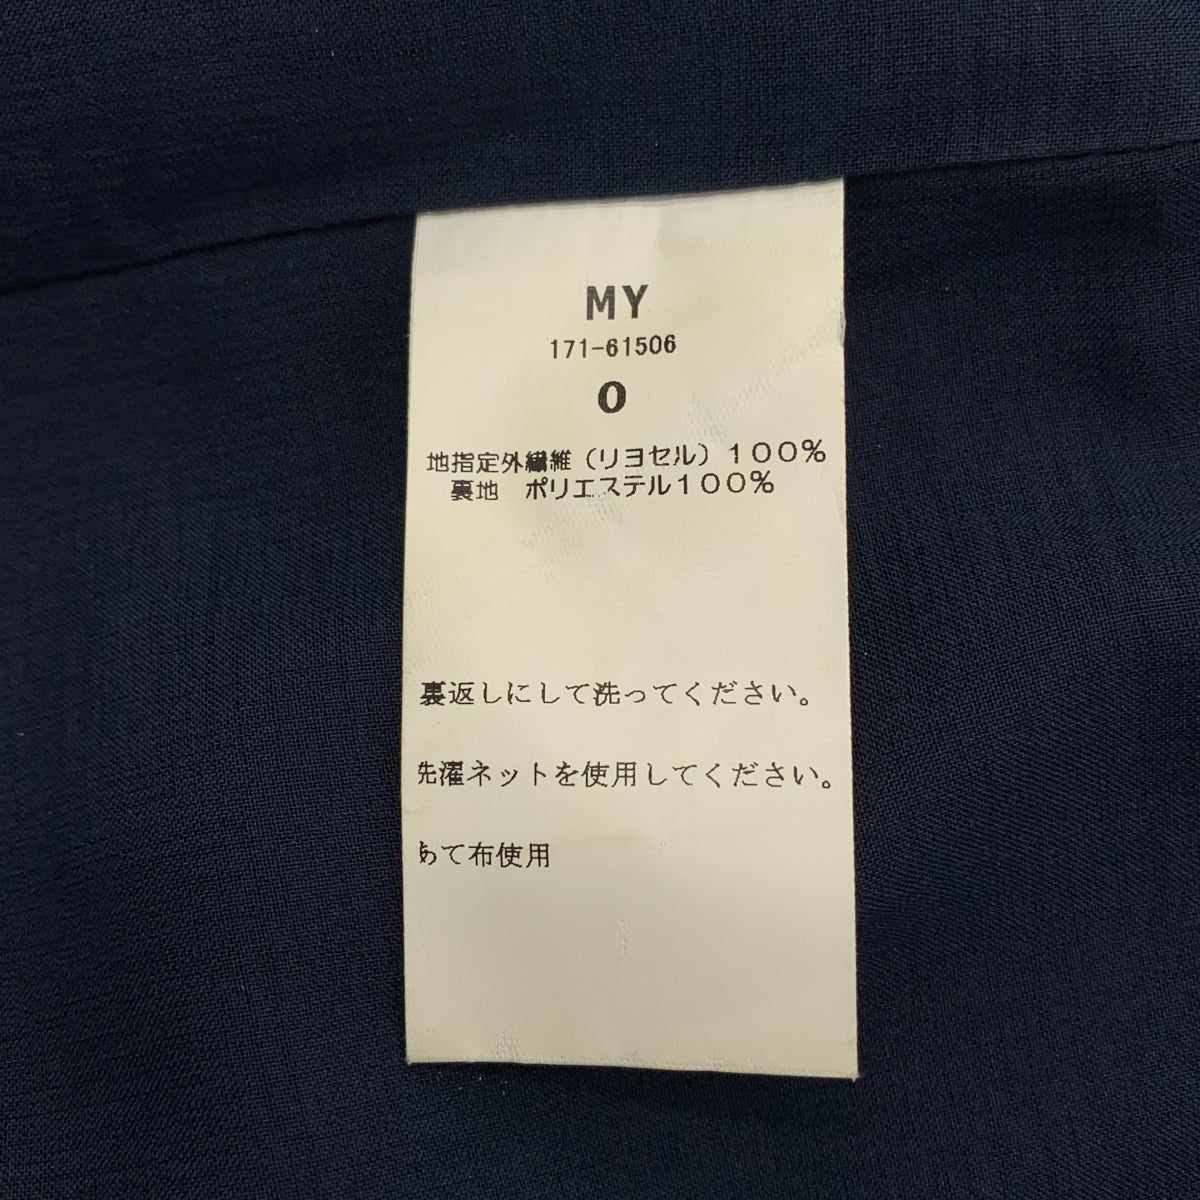 MY
171-61506
0
地指定外繊維（リヨセル）１００％
裏地　ポリエステル１００％
裏返しにして洗ってください。
洗濯ネットを使用してください。
あて布使用